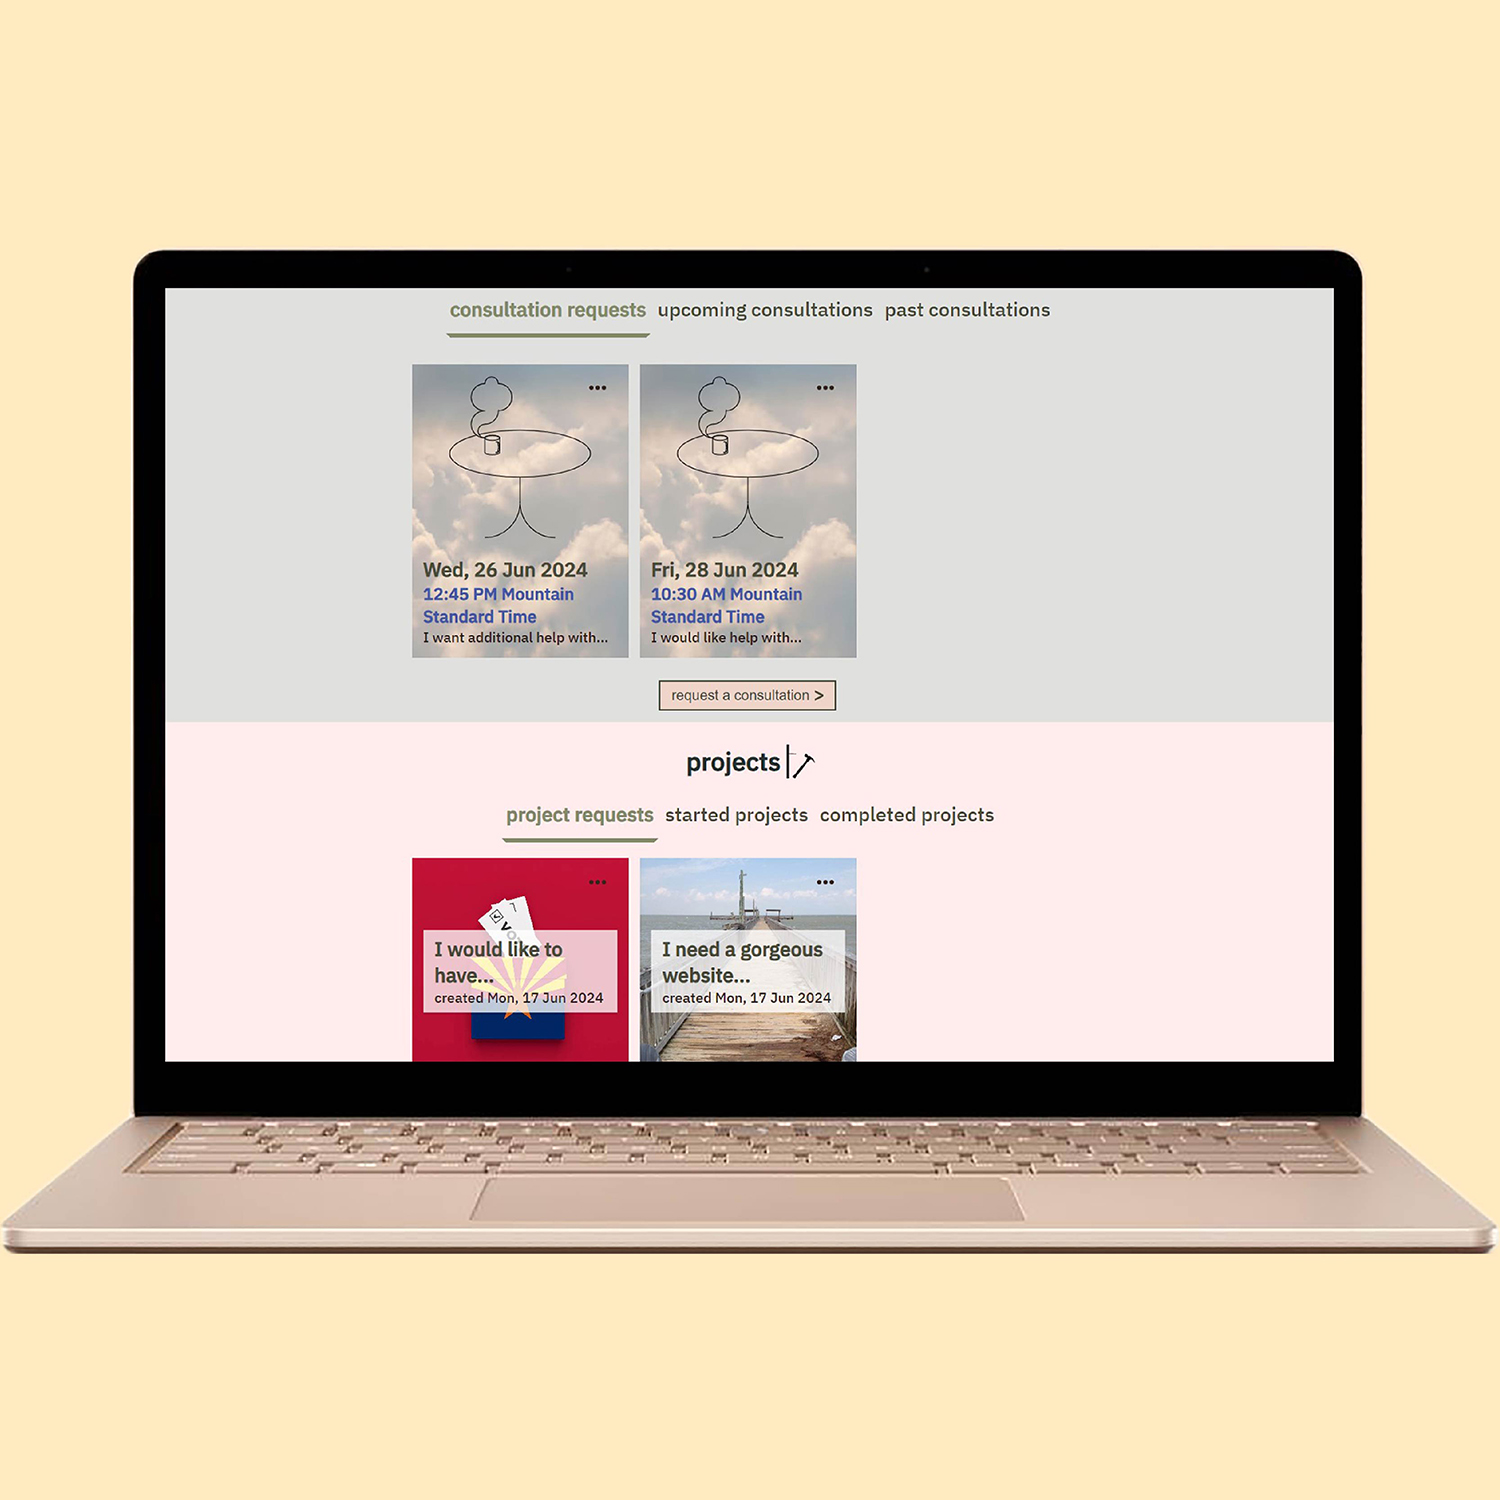 consultation requests upcoming consultations past consultations
Wed, 26 Jun 2024
12:45 PM Mountain
Standard Time
I want additional help with...
Fri, 28 Jun 2024
10:30 AM Mountain
Standard Time
I would like help with...
request a consultation >
projects
project requests started projects completed projects
I would like to
have...
created Mon, 17 Jun 2024
I need a gorgeous
website...
created Mon, 17 Jun 2024